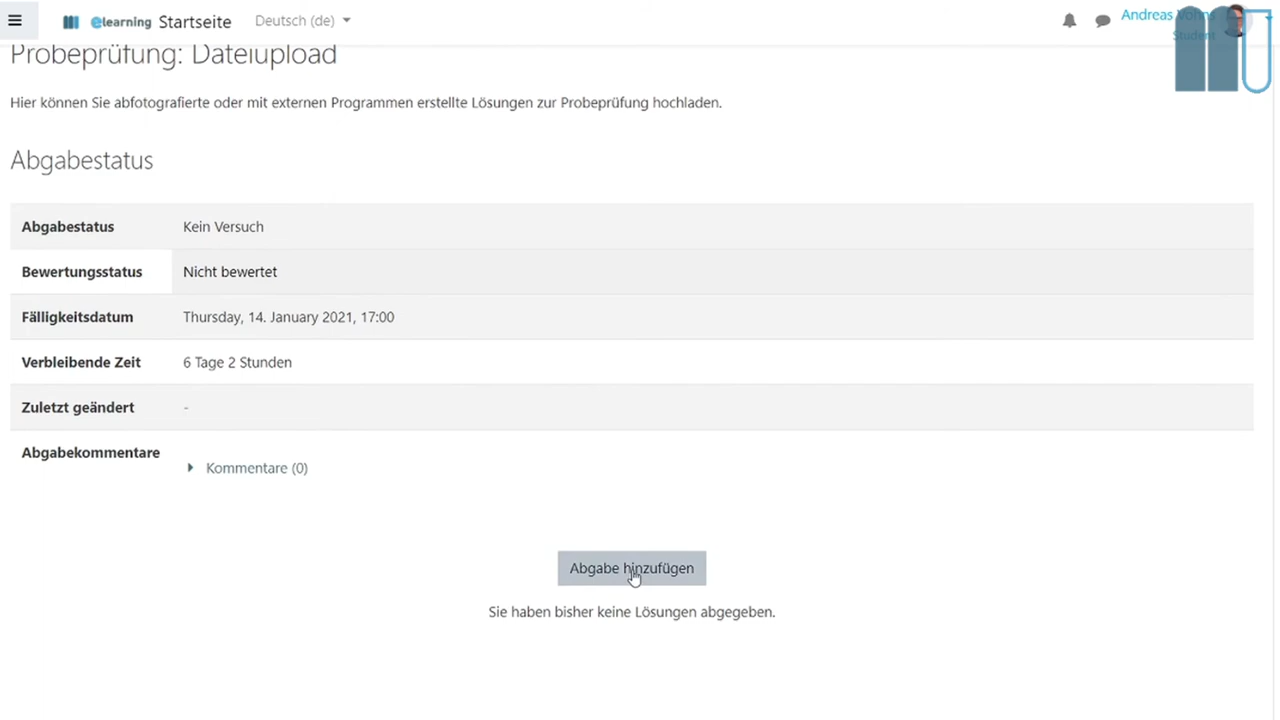 elearning Startseite Deutsch (de)
Andreas Vohns
Student
Probeprüfung: Dateiupload
Hier können Sie abfotografierte oder mit externen Programmen erstellte Lösungen zur Probeprüfung hochladen.
Abgabestatus
Abgabestatus Kein Versuch
Bewertungsstatus Nicht bewertet
Fälligkeitsdatum Thursday, 14. January 2021, 17:00
Verbleibende Zeit 6 Tage 2 Stunden
Zuletzt geändert -
Abgabekommentare
Kommentare (0)
Abgabe hinzufügen
Sie haben bisher keine Lösungen abgegeben.